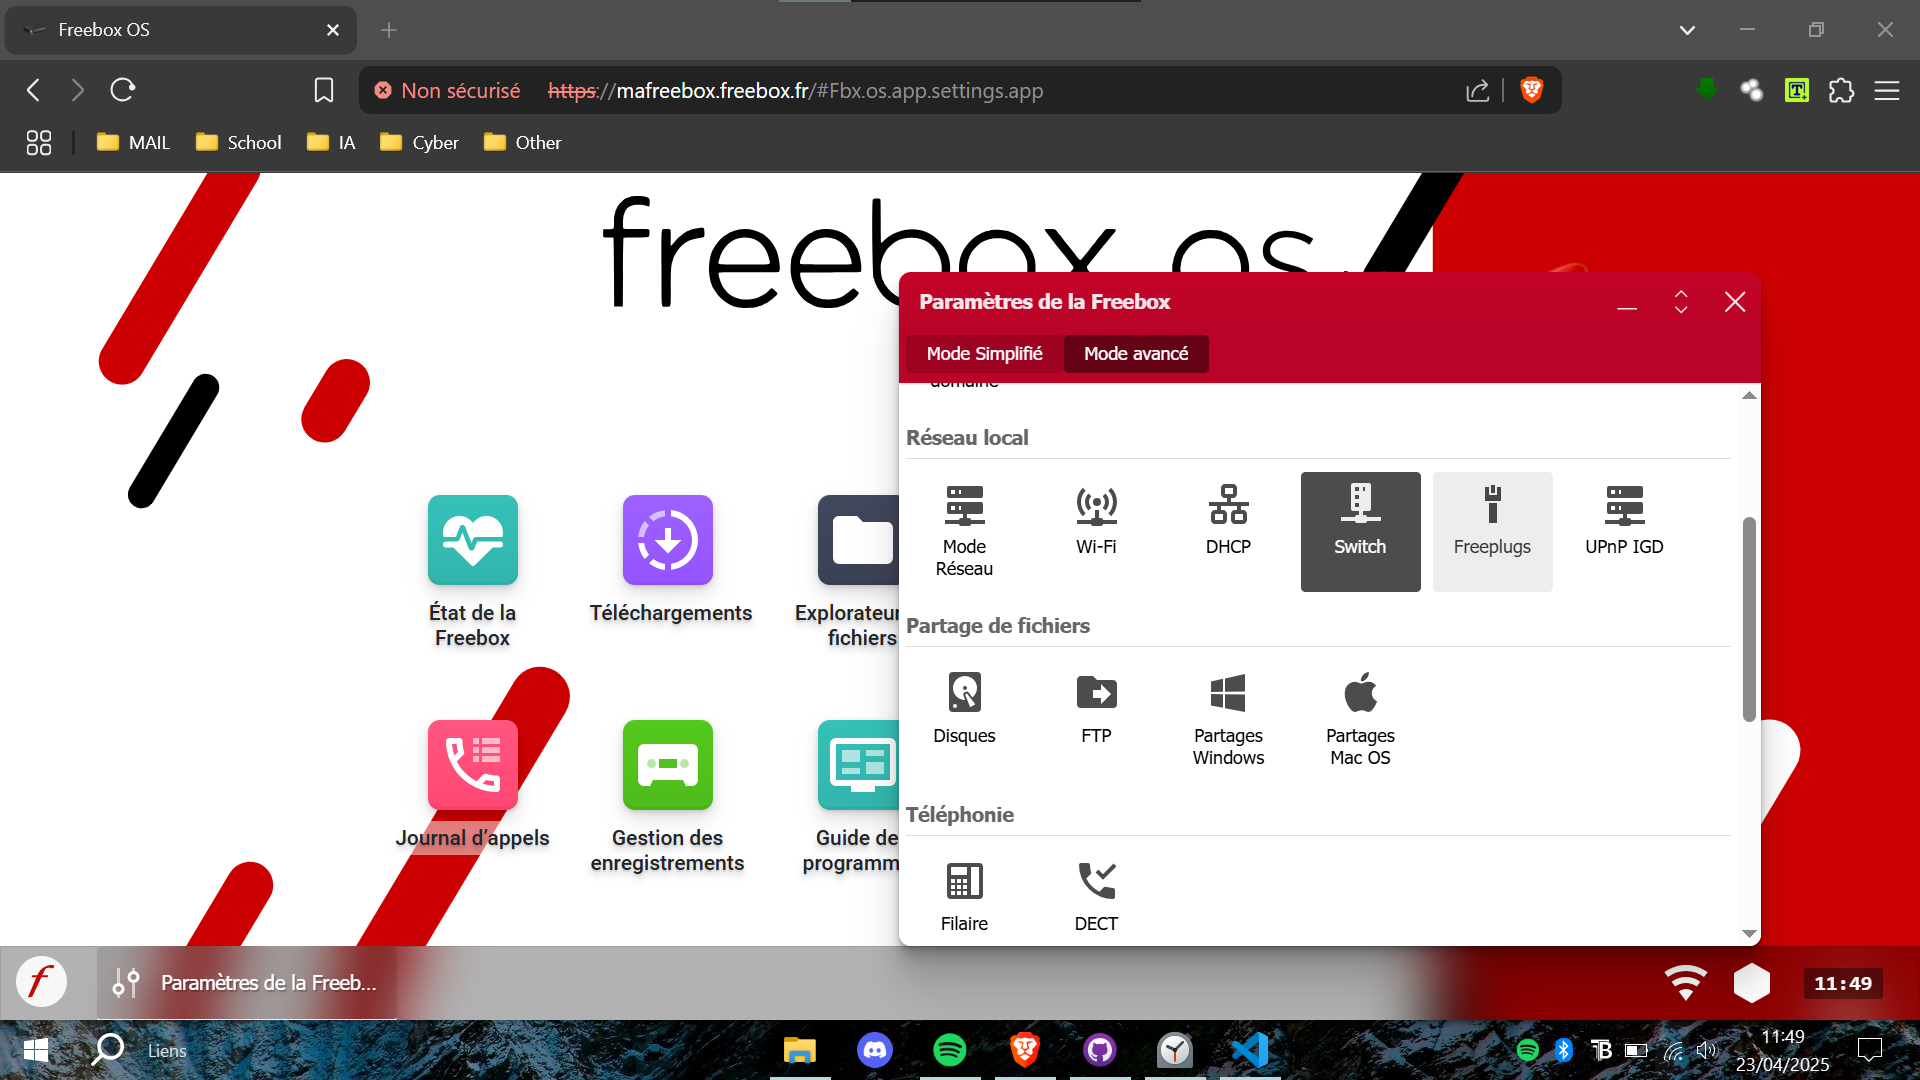 Freebox OS
Non sécurisé https://mafreebox.freebox.fr/#Fbx.os.app.settings.app
MAIL School IA Cyber Other
freebox os
Paramètres de la Freebox
Mode Simplifié Mode avancé
domaine
Réseau local
Mode
Réseau
Wi-Fi
DHCP
Switch
Freeplugs
UPnP IGD
Partage de fichiers
Disques
FTP
Partages
Windows
Partages
Mac OS
Téléphonie
Filaire
DECT
État de la
Freebox
Téléchargements
Explorateur
fichiers
Journal d’appels
Gestion des
enregistrements
Guide de
programm
Paramètres de la Freeb...
11:49
Liens
11:49
23/04/2025